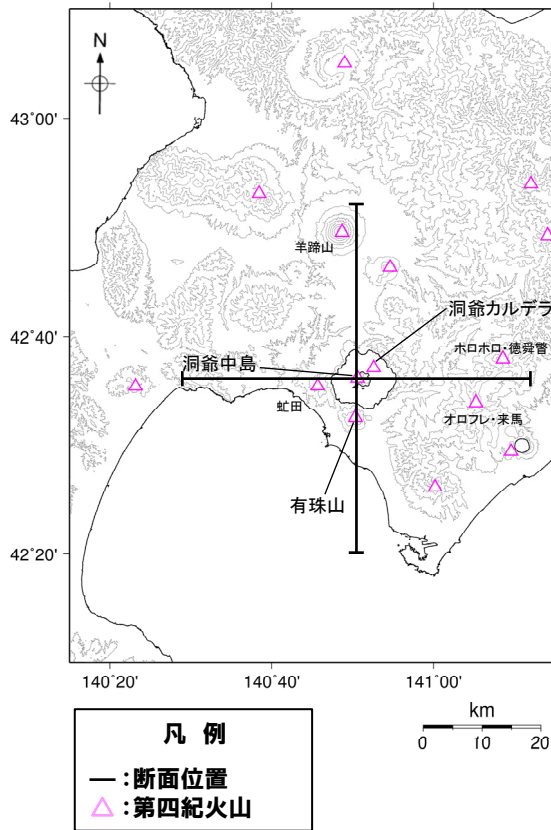 N
43°00'
羊蹄山
42°40'
洞爺カルデラ
ホロホロ・徳舜瞥
洞爺中島
虻田
オロフレ・来馬
有珠山
42°20'
140°20'
140°40'
141°00'
km
0 10 20
凡 例
:断面位置
:第四紀火山